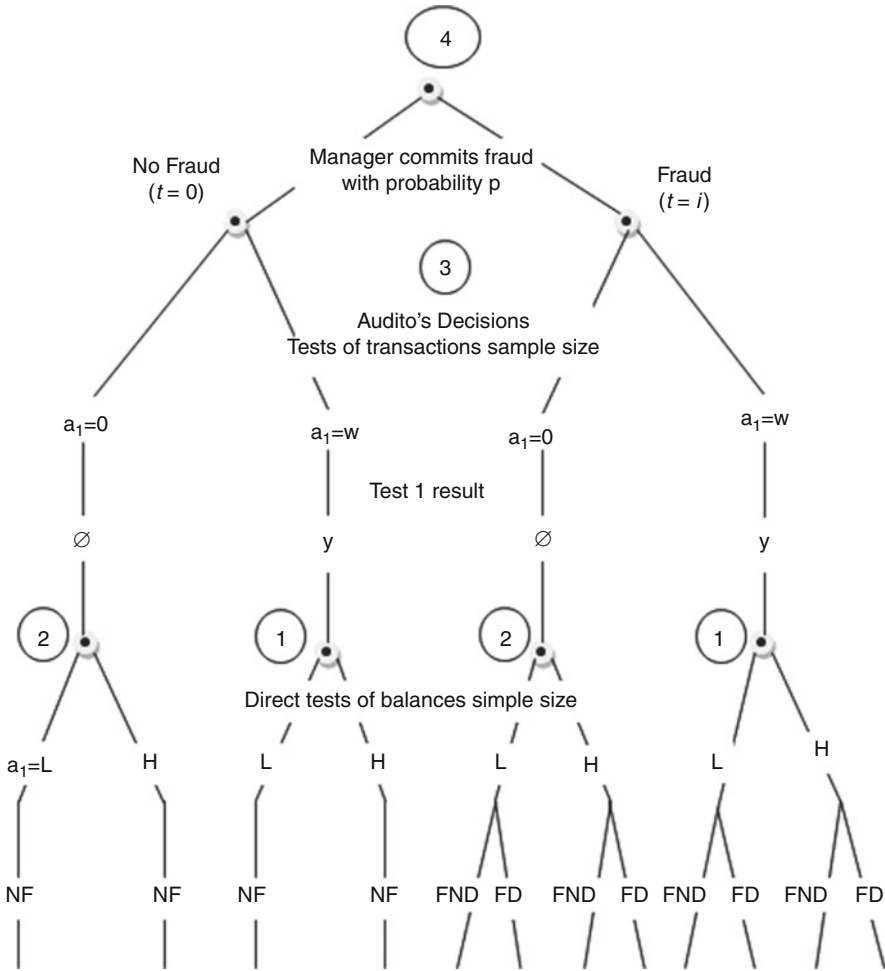 4
Manager commits fraud
with probability p
No Fraud
(t = 0)
Fraud
(t = i)
3
Audito's Decisions
Tests of transactions sample size
a₁=0
a₁=w
a₁=0
a₁=w
Test 1 result
∅
y
∅
y
2
1
2
1
Direct tests of balances simple size
a₁=L
H
L
H
L
H
L
H
NF
NF
NF
NF
FND
FD
FND
FD
FND
FD
FND
FD